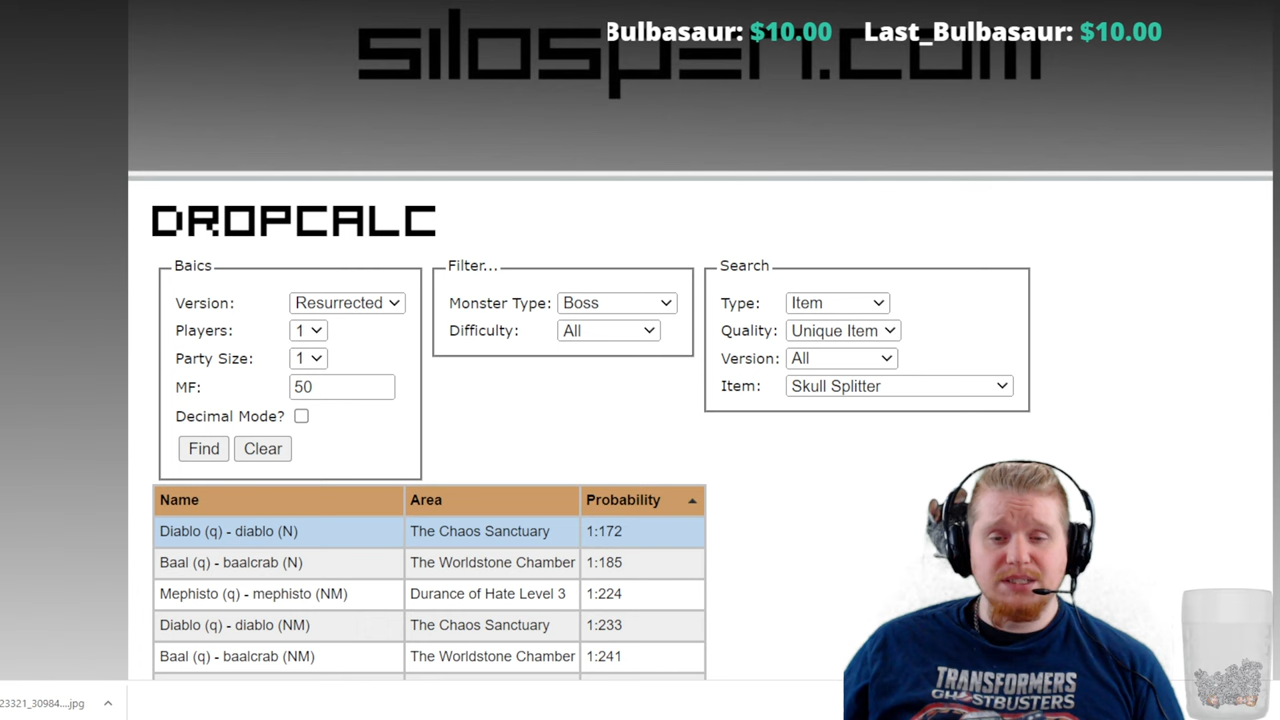 Bulbasaur: $10.00 Last_Bulbasaur: $10.00
silospen.com
DROPCALC
Baics
Version: Resurrected
Players: 1
Party Size: 1
MF: 50
Decimal Mode?
Find Clear
Filter...
Monster Type: Boss
Difficulty: All
Search
Type: Item
Quality: Unique Item
Version: All
Item: Skull Splitter
Name Area Probability
Diablo (q) - diablo (N) The Chaos Sanctuary 1:172
Baal (q) - baalcrab (N) The Worldstone Chamber 1:185
Mephisto (q) - mephisto (NM) Durance of Hate Level 3 1:224
Diablo (q) - diablo (NM) The Chaos Sanctuary 1:233
Baal (q) - baalcrab (NM) The Worldstone Chamber 1:241
TRANSFORMERS
GHOSTBUSTERS
23321_30984....jpg